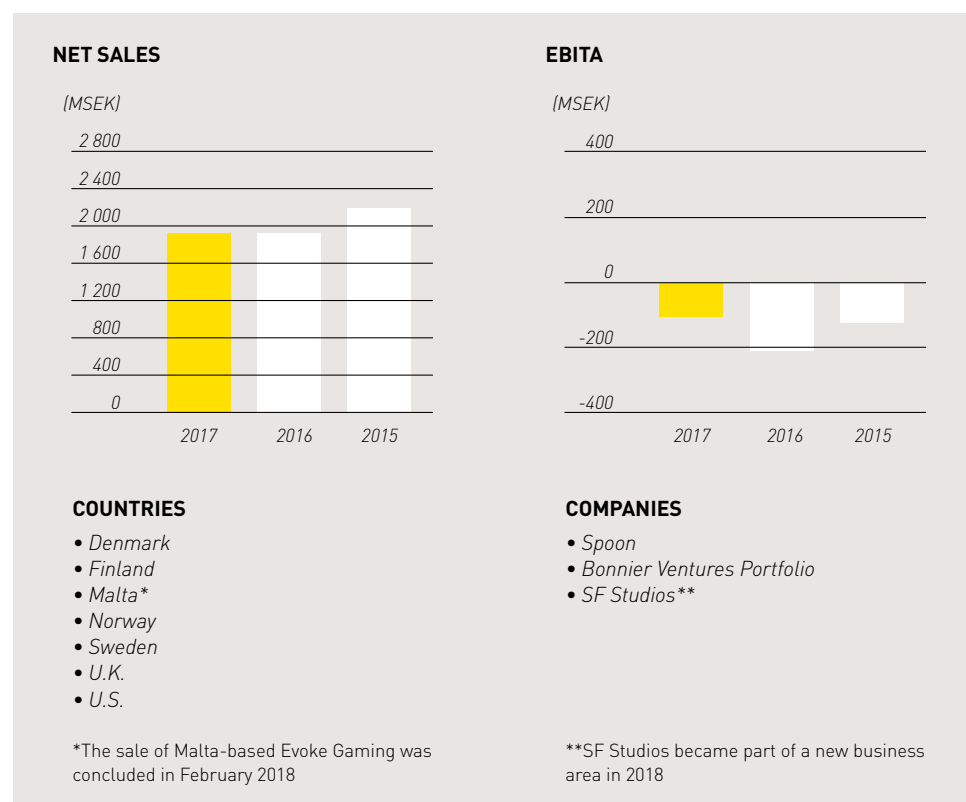 NET SALES
(MSEK)
2 800
2 400
2 000
1 600
1 200
800
400
0
2017 2016 2015
EBITA
(MSEK)
400
200
0
-200
-400
2017 2016 2015
COUNTRIES
• Denmark
• Finland
• Malta*
• Norway
• Sweden
• U.K.
• U.S.
*The sale of Malta-based Evoke Gaming was
concluded in February 2018
COMPANIES
• Spoon
• Bonnier Ventures Portfolio
• SF Studios**
**SF Studios became part of a new business
area in 2018